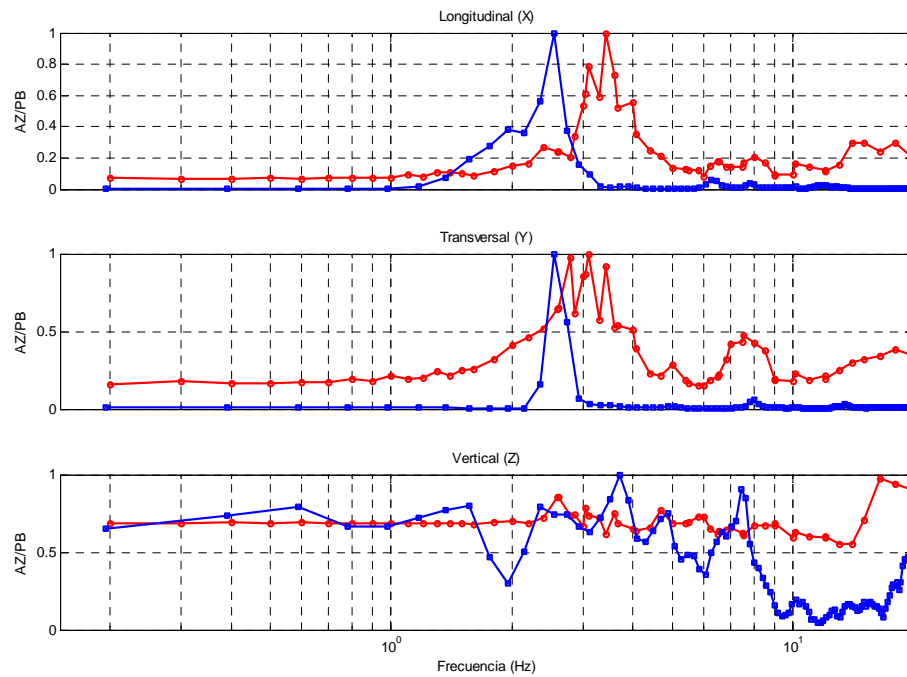 Longitudinal (X)
1
0.8
0.6
0.4
0.2
0
AZ/PB
Transversal (Y)
1
0.5
0
AZ/PB
Vertical (Z)
1
0.5
0
AZ/PB
10⁰
10¹
Frecuencia (Hz)